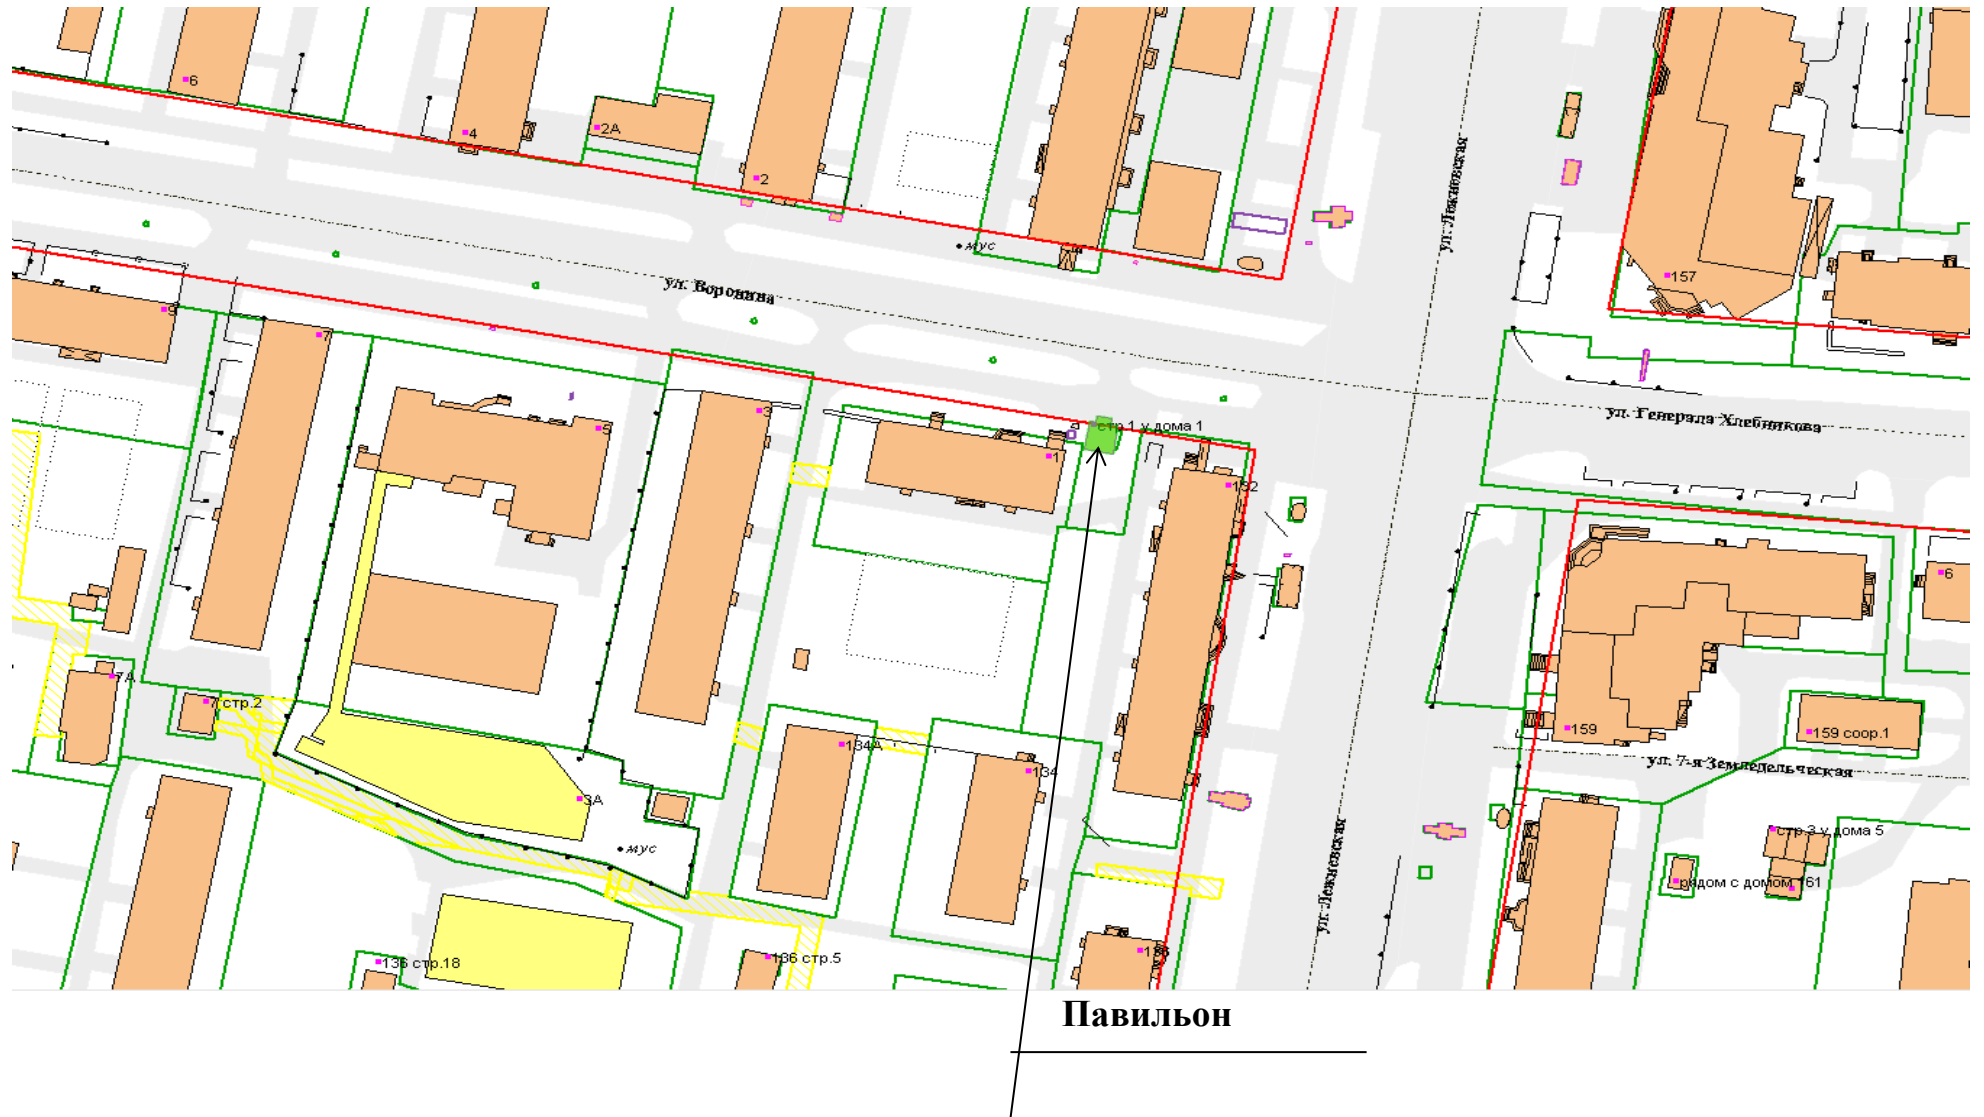 6
4
2А
2
ул. Лежневская
мус
157
ул. Воронина
9
7
5
3
1
стр.1 у дома 1
132
ул. Генерала Хлебникова
6
7А
7 стр.2
134А
134
159
159 соор.1
ул. 7-я Земледельческая
3А
мус
ул. Лежневская
стр.3 у дома 5
рядом с домом 161
136
136 стр.18
136 стр.5
Павильон